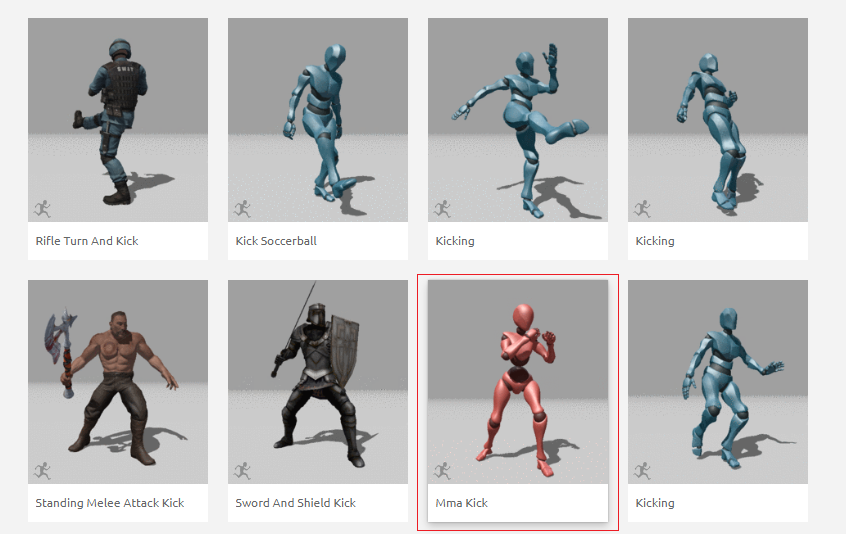 SWAT
Rifle Turn And Kick
Kick Soccerball
Kicking
Kicking
Standing Melee Attack Kick
Sword And Shield Kick
Mma Kick
Kicking